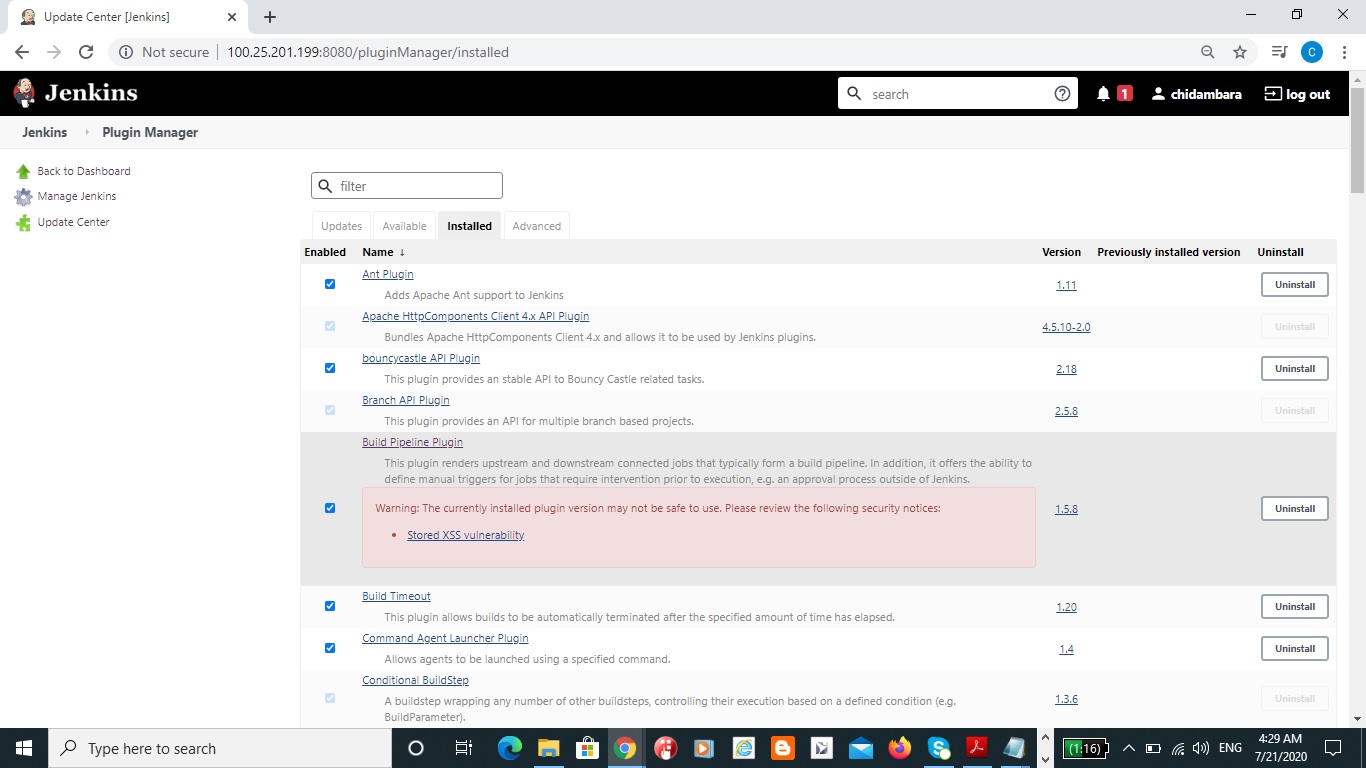 Update Center [Jenkins]
Not secure
100.25.201.199:8080/pluginManager/installed
C
Jenkins
search
1
chidambara
log out
Jenkins
Plugin Manager
Back to Dashboard
Manage Jenkins
Update Center
filter
Updates
Available
Installed
Advanced
Enabled
Name ↓
Version
Previously installed version
Uninstall
Ant Plugin
Adds Apache Ant support to Jenkins
1.11
Uninstall
Apache HttpComponents Client 4.x API Plugin
Bundles Apache HttpComponents Client 4.x and allows it to be used by Jenkins plugins.
4.5.10-2.0
Uninstall
bouncycastle API Plugin
This plugin provides an stable API to Bouncy Castle related tasks.
2.18
Uninstall
Branch API Plugin
This plugin provides an API for multiple branch based projects.
2.5.8
Uninstall
Build Pipeline Plugin
This plugin renders upstream and downstream connected jobs that typically form a build pipeline. In addition, it offers the ability to
define manual triggers for jobs that require intervention prior to execution, e.g. an approval process outside of Jenkins.
Warning: The currently installed plugin version may not be safe to use. Please review the following security notices:
• Stored XSS vulnerability
1.5.8
Uninstall
Build Timeout
This plugin allows builds to be automatically terminated after the specified amount of time has elapsed.
1.20
Uninstall
Command Agent Launcher Plugin
Allows agents to be launched using a specified command.
1.4
Uninstall
Conditional BuildStep
A buildstep wrapping any number of other buildsteps, controlling their execution based on a defined condition (e.g.
BuildParameter).
1.3.6
Uninstall
Type here to search
(1:16)
ENG
4:29 AM
7/21/2020